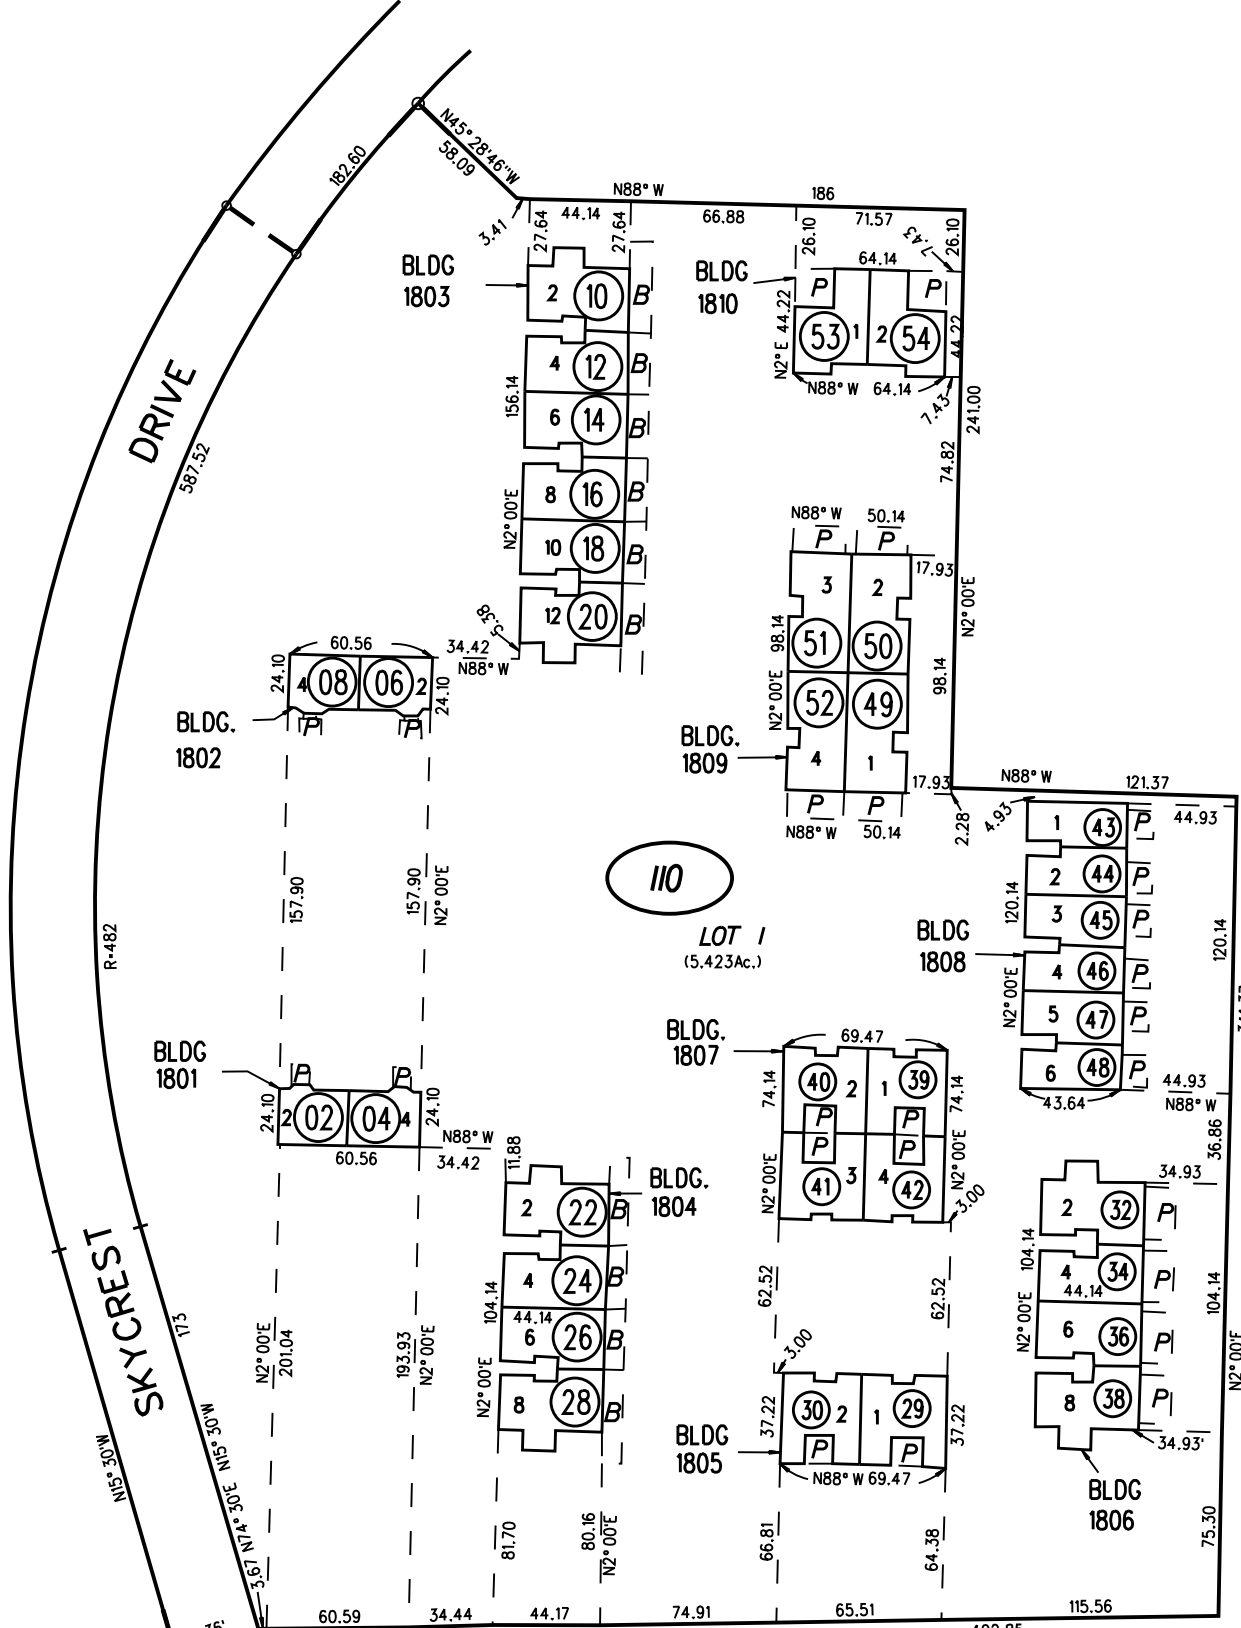 N45° 28'46"W
58.09
182.60
N88° W
186
3.41
27.64
44.14
27.64
66.88
71.57
26.10
26.10
7.43
BLDG
1803
2
10
B
4
12
B
6
14
B
8
16
B
10
18
B
12
20
B
156.14
N2° 00'E
5.38
34.42
N88° W
BLDG
1810
64.14
P
P
53
1
2
54
44.22
N2° E
44.22
N88° W
64.14
7.43
241.00
74.82
DRIVE
587.52
N88° W
50.14
P
P
17.93
3
2
51
50
52
49
4
1
98.14
N2° 00'E
98.14
N2° 00'E
BLDG.
1809
P
P
N88° W
50.14
17.93
2.28
60.56
24.10
4
08
06
2
24.10
P
P
BLDG.
1802
157.90
157.90
N2° 00'E
R=482
110
LOT 1
(5.423Ac.)
N88° W
121.37
4.93
44.93
1
43
P
2
44
P
3
45
P
4
46
P
5
47
P
6
48
P
120.14
N2° 00'E
120.14
BLDG
1808
43.64
44.93
N88° W
36.86
BLDG
1801
P
P
24.10
2
02
04
4
24.10
60.56
N88° W
34.42
BLDG.
1807
69.47
40
2
1
39
P
P
P
P
41
3
4
42
74.14
N2° 00'E
74.14
N2° 00'E
3.00
62.52
62.52
11.88
BLDG.
1804
2
22
B
4
24
B
44.14
6
26
B
8
28
B
104.14
N2° 00'E
34.93
2
32
P
4
34
P
44.14
6
36
P
8
38
P
104.14
N2° 00'E
104.14
N2° 00'E
34.93'
BLDG
1806
75.30
3.00
30
2
1
29
P
P
37.22
37.22
N88° W 69.47
BLDG
1805
SKYCREST
173
N15° 30'W
N15° 30'W
N74° 30'E
3.67
N2° 00'E
201.04
193.93
N2° 00'E
81.70
80.16
N2° 00'E
66.81
64.38
60.59
34.44
44.17
74.91
65.51
115.56